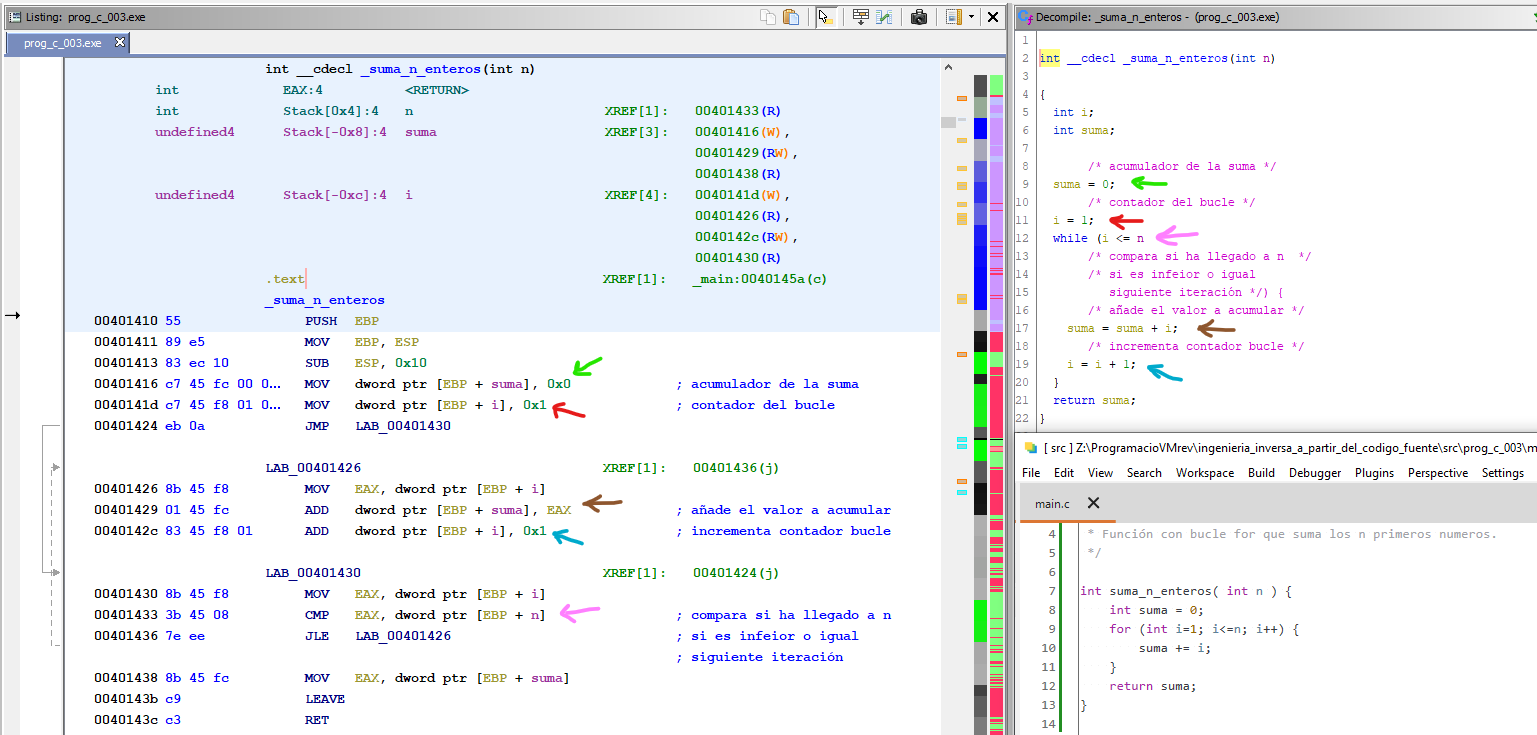 Listing: prog_c_003.exe
prog_c_003.exe
int __cdecl _suma_n_enteros(int n)
int EAX:4 <RETURN>
int Stack[0x4]:4 n XREF[1]: 00401433(R)
undefined4 Stack[-0x8]:4 suma XREF[3]: 00401416(W),
00401429(RW),
00401438(R)
undefined4 Stack[-0xc]:4 i XREF[4]: 0040141d(W),
00401426(R),
0040142c(RW),
00401430(R)
.text XREF[1]: _main:0040145a(c)
_suma_n_enteros
00401410 55 PUSH EBP
00401411 89 e5 MOV EBP, ESP
00401413 83 ec 10 SUB ESP, 0x10
00401416 c7 45 fc 00 0... MOV dword ptr [EBP + suma], 0x0 ; acumulador de la suma
0040141d c7 45 f8 01 0... MOV dword ptr [EBP + i], 0x1 ; contador del bucle
00401424 eb 0a JMP LAB_00401430
LAB_00401426 XREF[1]: 00401436(j)
00401426 8b 45 f8 MOV EAX, dword ptr [EBP + i]
00401429 01 45 fc ADD dword ptr [EBP + suma], EAX ; añade el valor a acumular
0040142c 83 45 f8 01 ADD dword ptr [EBP + i], 0x1 ; incrementa contador bucle
LAB_00401430 XREF[1]: 00401424(j)
00401430 8b 45 f8 MOV EAX, dword ptr [EBP + i]
00401433 3b 45 08 CMP EAX, dword ptr [EBP + n] ; compara si ha llegado a n
00401436 7e ee JLE LAB_00401426 ; si es infeior o igual
; siguiente iteración
00401438 8b 45 fc MOV EAX, dword ptr [EBP + suma]
0040143b c9 LEAVE
0040143c c3 RET
Decompile: _suma_n_enteros - (prog_c_003.exe)
1
2 int __cdecl _suma_n_enteros(int n)
3
4 {
5 int i;
6 int suma;
7
8 /* acumulador de la suma */
9 suma = 0;
10 /* contador del bucle */
11 i = 1;
12 while (i <= n
13 /* compara si ha llegado a n */
14 /* si es infeior o igual
15 siguiente iteración */) {
16 /* añade el valor a acumular */
17 suma = suma + i;
18 /* incrementa contador bucle */
19 i = i + 1;
20 }
21 return suma;
22 }
[ src ] Z:\ProgramacioVMrev\ingenieria_inversa_a_partir_del_codigo_fuente\src\prog_c_003\m
File Edit View Search Workspace Build Debugger Plugins Perspective Settings
main.c
4 * Función con bucle for que suma los n primeros numeros.
5 */
6
7 int suma_n_enteros( int n ) {
8 int suma = 0;
9 for (int i=1; i<=n; i++) {
10 suma += i;
11 }
12 return suma;
13 }
14